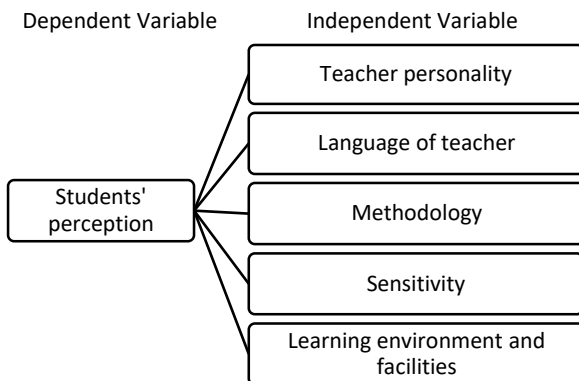 Dependent Variable
Independent Variable
Teacher personality
Language of teacher
Students'
perception
Methodology
Sensitivity
Learning environment and
facilities